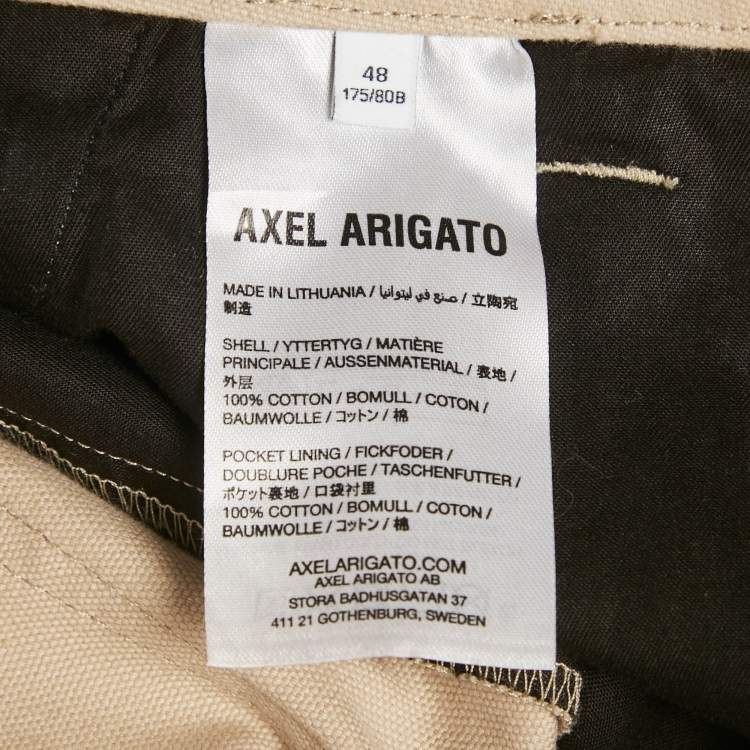 48
175/80B
AXEL ARIGATO
MADE IN LITHUANIA / صنع في ليتوانيا / 立陶宛
制造
SHELL / YTTERTYG / MATIÈRE
PRINCIPALE / AUSSENMATERIAL / 表地 /
外层
100% COTTON / BOMULL / COTON /
BAUMWOLLE / コットン / 棉
POCKET LINING / FICKFODER /
DOUBLURE POCHE / TASCHENFUTTER /
ポケット裏地 / 口袋衬里
100% COTTON / BOMULL / COTON /
BAUMWOLLE / コットン / 棉
AXELARIGATO.COM
AXEL ARIGATO AB
STORA BADHUSGATAN 37
411 21 GOTHENBURG, SWEDEN